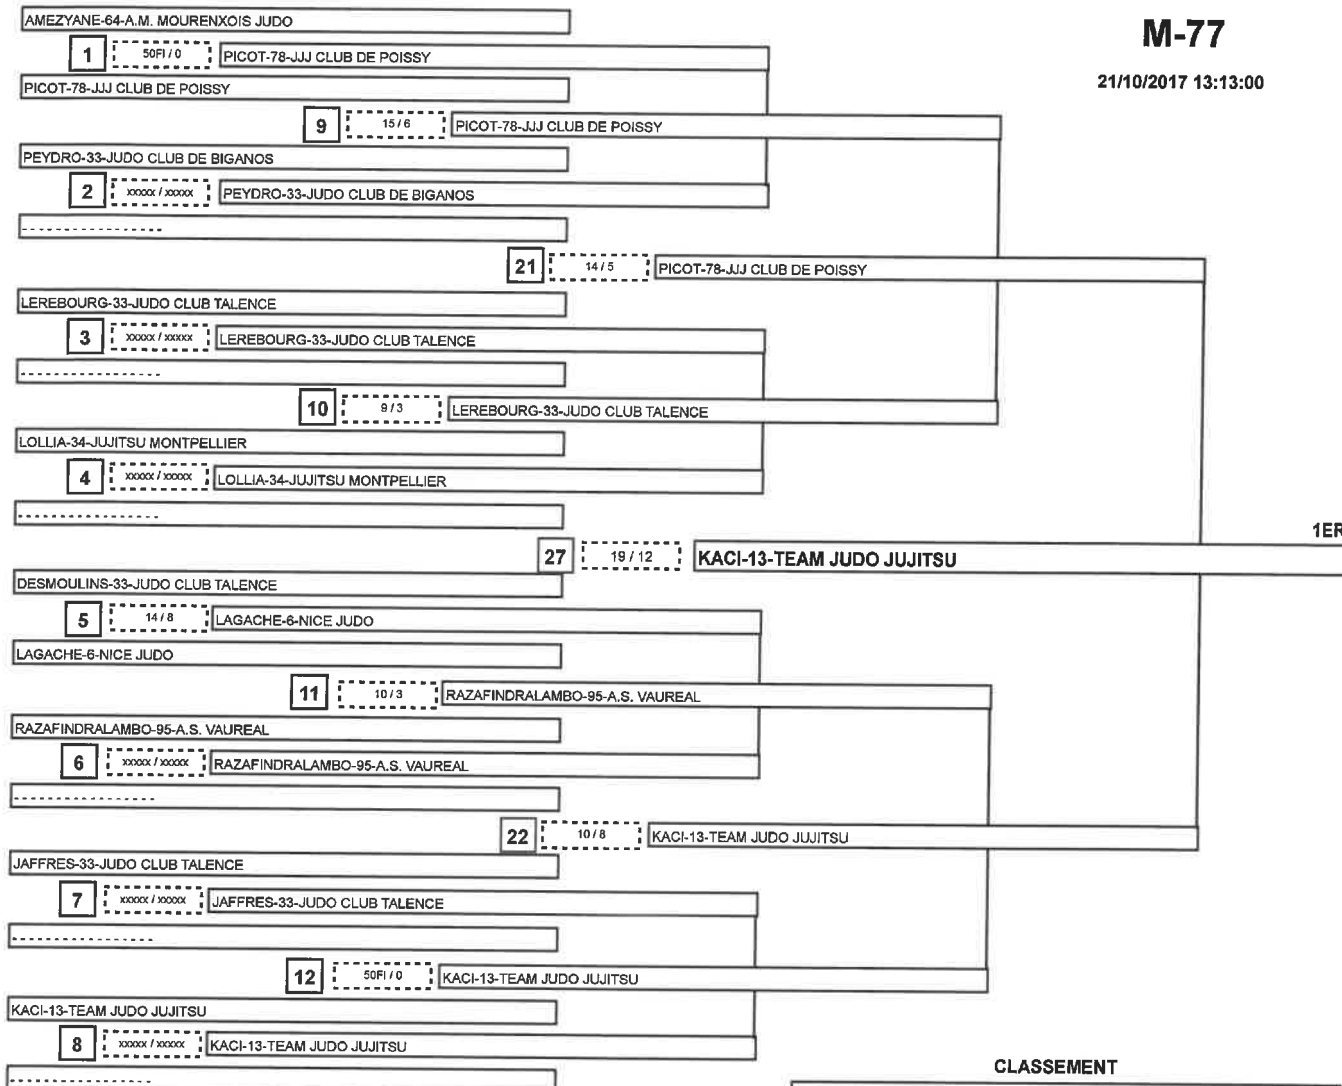 AMEZYANE-64-A.M. MOURENXOIS JUDO
M-77
1 50FI / 0 PICOT-78-JJJ CLUB DE POISSY
PICOT-78-JJJ CLUB DE POISSY
21/10/2017 13:13:00
9 15 / 6 PICOT-78-JJJ CLUB DE POISSY
PEYDRO-33-JUDO CLUB DE BIGANOS
2 xxxxx / xxxxx PEYDRO-33-JUDO CLUB DE BIGANOS
- - - - - - - - - - - - - - - -
21 14 / 5 PICOT-78-JJJ CLUB DE POISSY
LEREBOURG-33-JUDO CLUB TALENCE
3 xxxxx / xxxxx LEREBOURG-33-JUDO CLUB TALENCE
- - - - - - - - - - - - - - - -
10 9 / 3 LEREBOURG-33-JUDO CLUB TALENCE
LOLLIA-34-JUJITSU MONTPELLIER
4 xxxxx / xxxxx LOLLIA-34-JUJITSU MONTPELLIER
- - - - - - - - - - - - - - - -
1ER
27 19 / 12 KACI-13-TEAM JUDO JUJITSU
DESMOULINS-33-JUDO CLUB TALENCE
5 14 / 8 LAGACHE-6-NICE JUDO
LAGACHE-6-NICE JUDO
11 10 / 3 RAZAFINDRALAMBO-95-A.S. VAUREAL
RAZAFINDRALAMBO-95-A.S. VAUREAL
6 xxxxx / xxxxx RAZAFINDRALAMBO-95-A.S. VAUREAL
- - - - - - - - - - - - - - - -
22 10 / 8 KACI-13-TEAM JUDO JUJITSU
JAFFRES-33-JUDO CLUB TALENCE
7 xxxxx / xxxxx JAFFRES-33-JUDO CLUB TALENCE
- - - - - - - - - - - - - - - -
12 50FI / 0 KACI-13-TEAM JUDO JUJITSU
KACI-13-TEAM JUDO JUJITSU
8 xxxxx / xxxxx KACI-13-TEAM JUDO JUJITSU
CLASSEMENT
- - - - - - - - - - - - - - - -